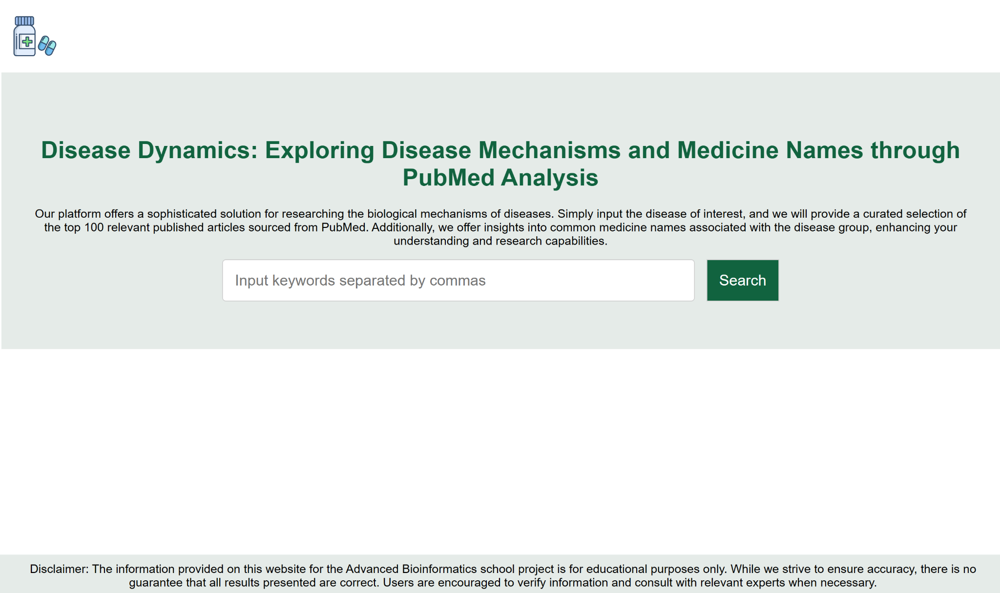 Disease Dynamics: Exploring Disease Mechanisms and Medicine Names through
PubMed Analysis
Our platform offers a sophisticated solution for researching the biological mechanisms of diseases. Simply input the disease of interest, and we will provide a curated selection of
the top 100 relevant published articles sourced from PubMed. Additionally, we offer insights into common medicine names associated with the disease group, enhancing your
understanding and research capabilities.
Input keywords separated by commas
Search
Disclaimer: The information provided on this website for the Advanced Bioinformatics school project is for educational purposes only. While we strive to ensure accuracy, there is no
guarantee that all results presented are correct. Users are encouraged to verify information and consult with relevant experts when necessary.